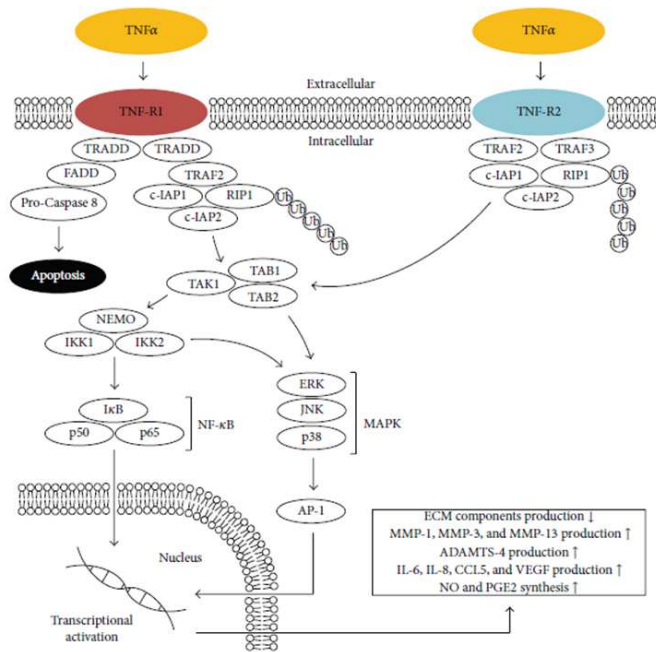 TNFα
TNFα
Extracellular
TNF-R1
TNF-R2
Intracellular
TRADD
TRADD
TRAF2
TRAF3
FADD
TRAF2
c-IAP1
RIP1
Ub
Pro-Caspase 8
c-IAP1
RIP1
Ub
Ub
c-IAP2
Ub
c-IAP2
Ub
Ub
Ub
Ub
Ub
Ub
Apoptosis
TAB1
TAK1
TAB2
NEMO
IKK1
IKK2
ERK
IκB
JNK
MAPK
NF-κB
p50
p65
p38
AP-1
ECM components production ↓
MMP-1, MMP-3, and MMP-13 production ↑
ADAMTS-4 production ↑
IL-6, IL-8, CCL5, and VEGF production ↑
NO and PGE2 synthesis ↑
Nucleus
Transcriptional
activation